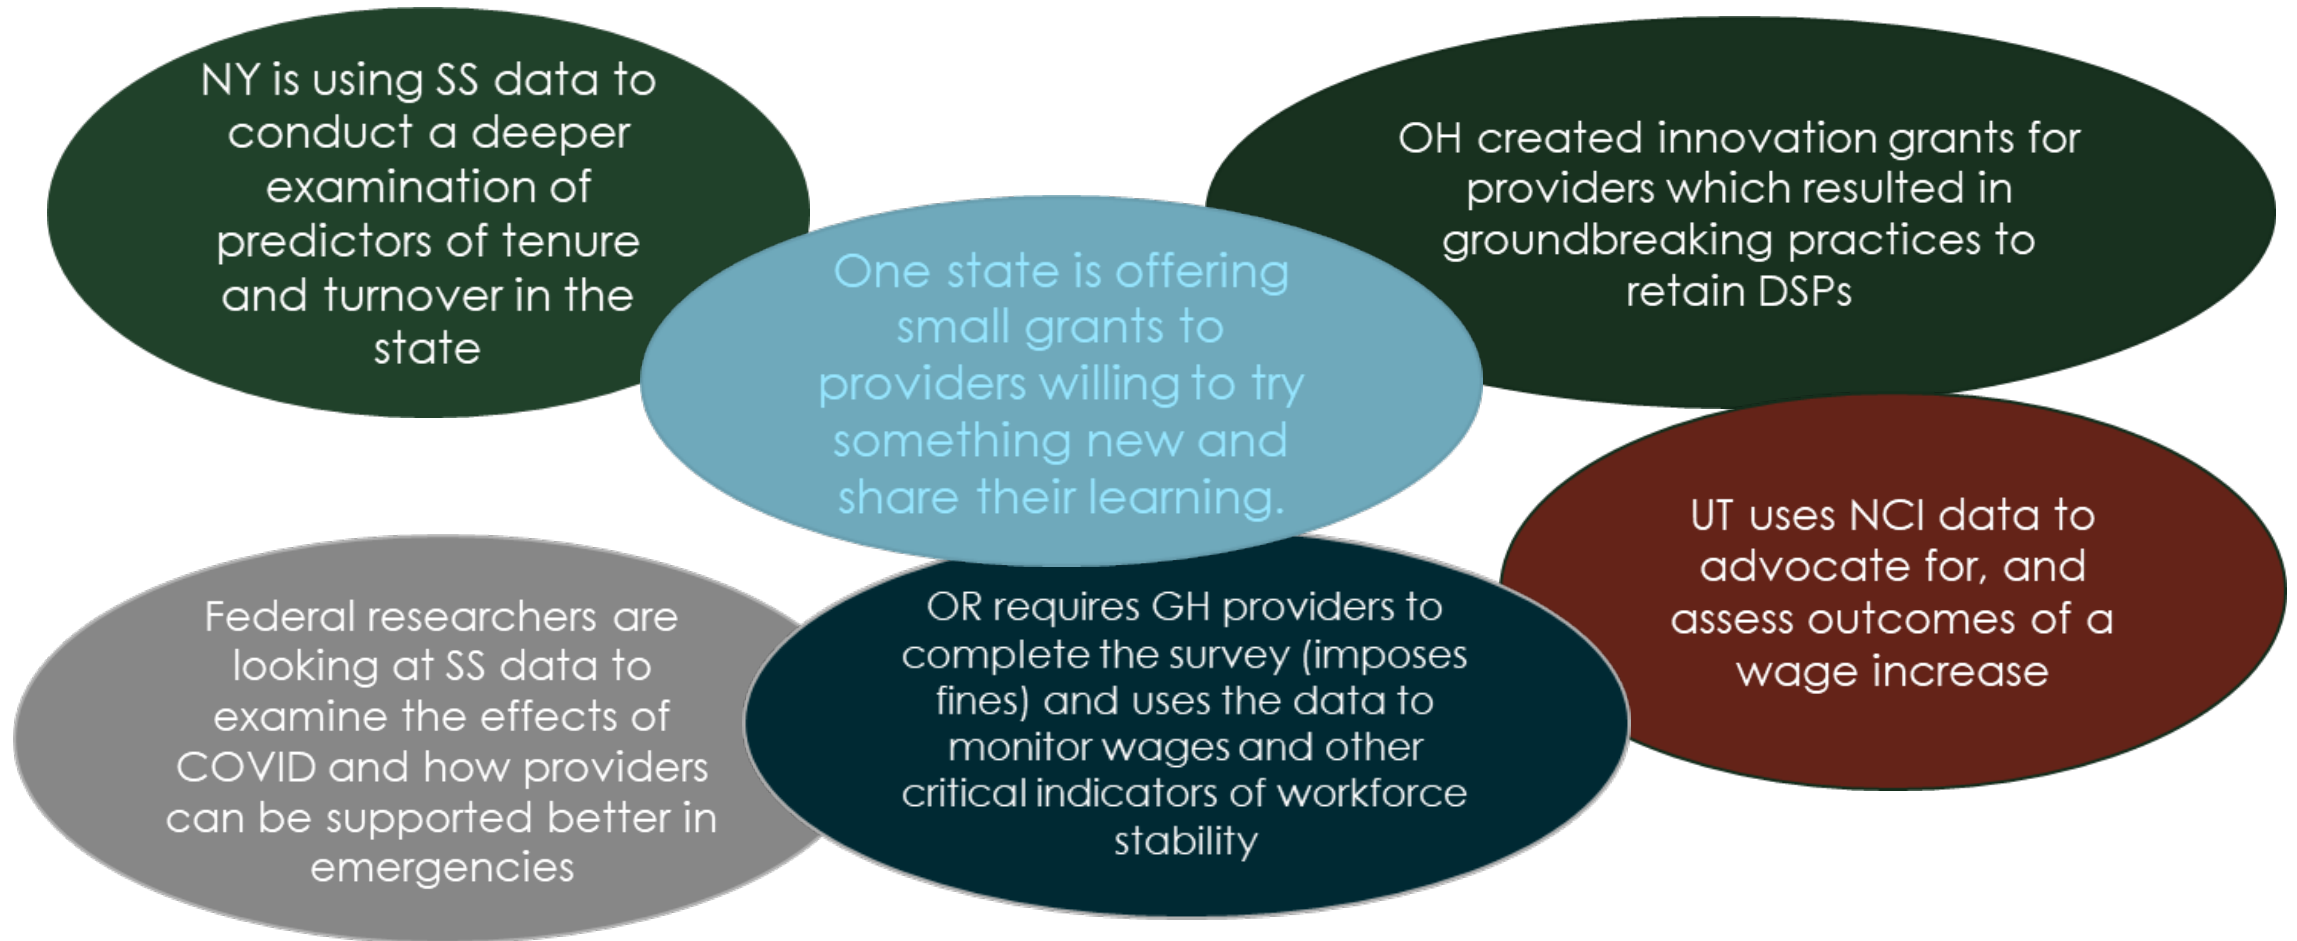 NY is using SS data to
conduct a deeper
examination of
predictors of tenure
and turnover in the
state
OH created innovation grants for
providers which resulted in
groundbreaking practices to
retain DSPs
One state is offering
small grants to
providers willing to try
something new and
share their learning.
UT uses NCI data to
advocate for, and
assess outcomes of a
wage increase
Federal researchers are
looking at SS data to
examine the effects of
COVID and how providers
can be supported better in
emergencies
OR requires GH providers to
complete the survey (imposes
fines) and uses the data to
monitor wages and other
critical indicators of workforce
stability